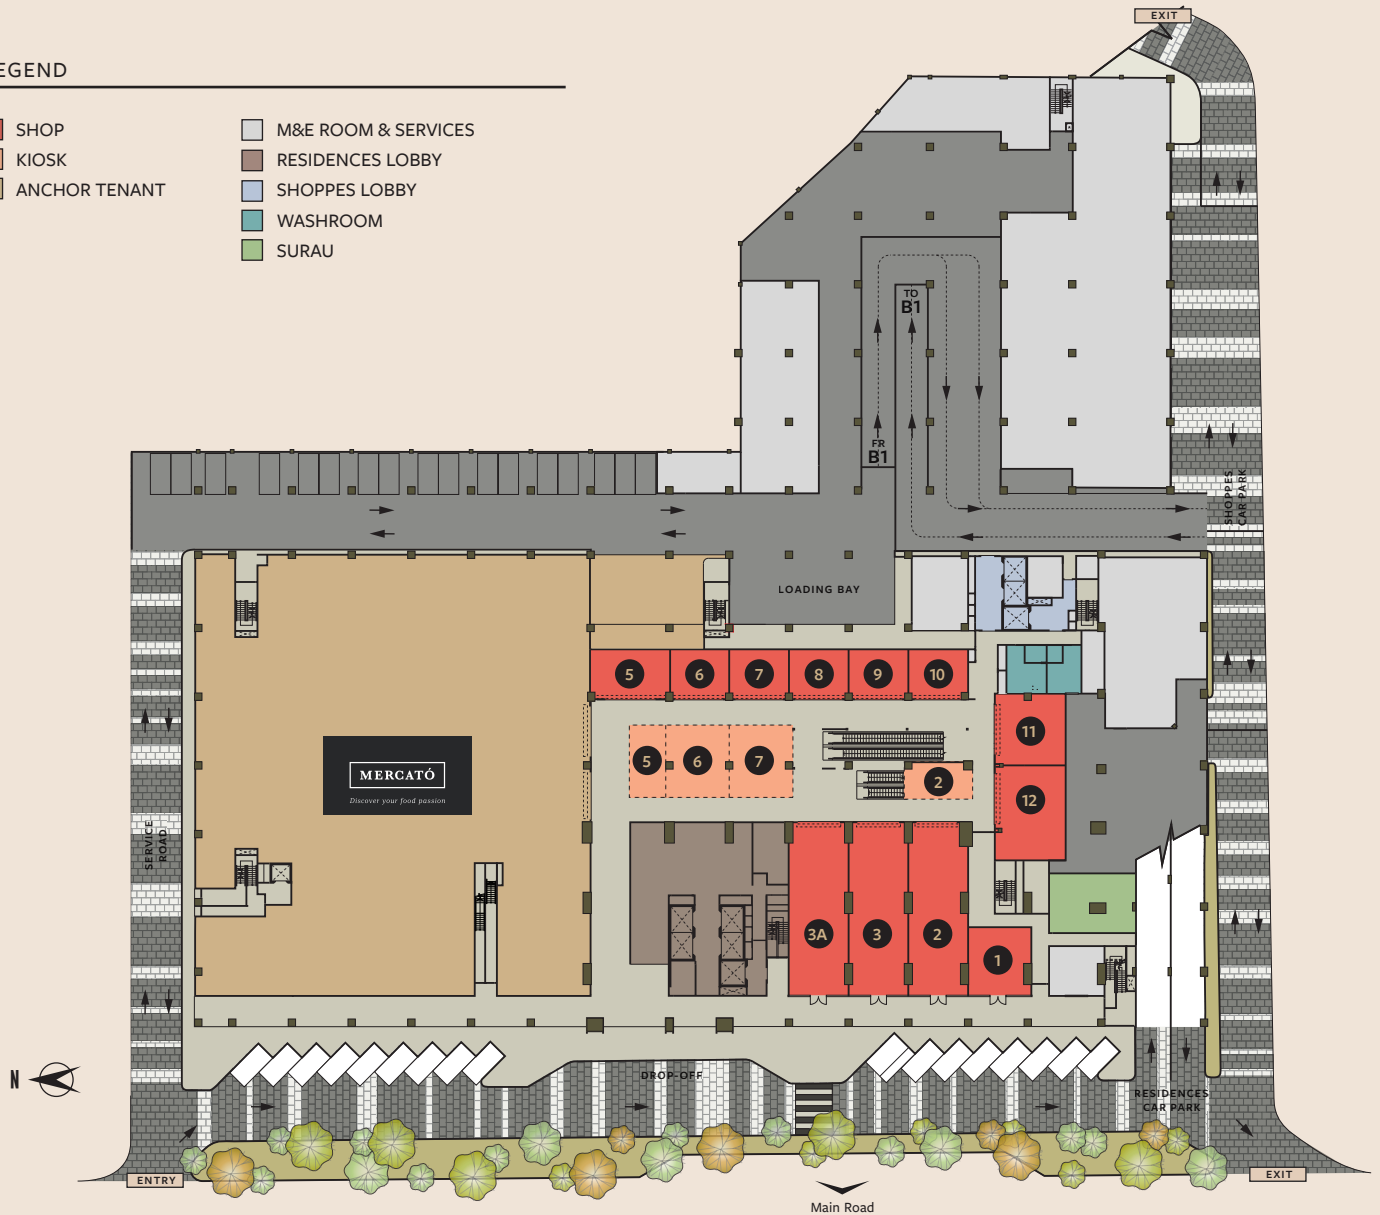 EXIT
EGEND
SHOP
KIOSK
ANCHOR TENANT
M&E ROOM & SERVICES
RESIDENCES LOBBY
SHOPPES LOBBY
WASHROOM
SURAU
TO
B1
FR
B1
SHOPPES
CAR PARK
LOADING BAY
5
6
7
8
9
10
11
5
6
7
2
12
MERCATÓ
Discover your food passion
SERVICE
ROAD
3A
3
2
1
N
DROP-OFF
RESIDENCES
CAR PARK
ENTRY
EXIT
Main Road